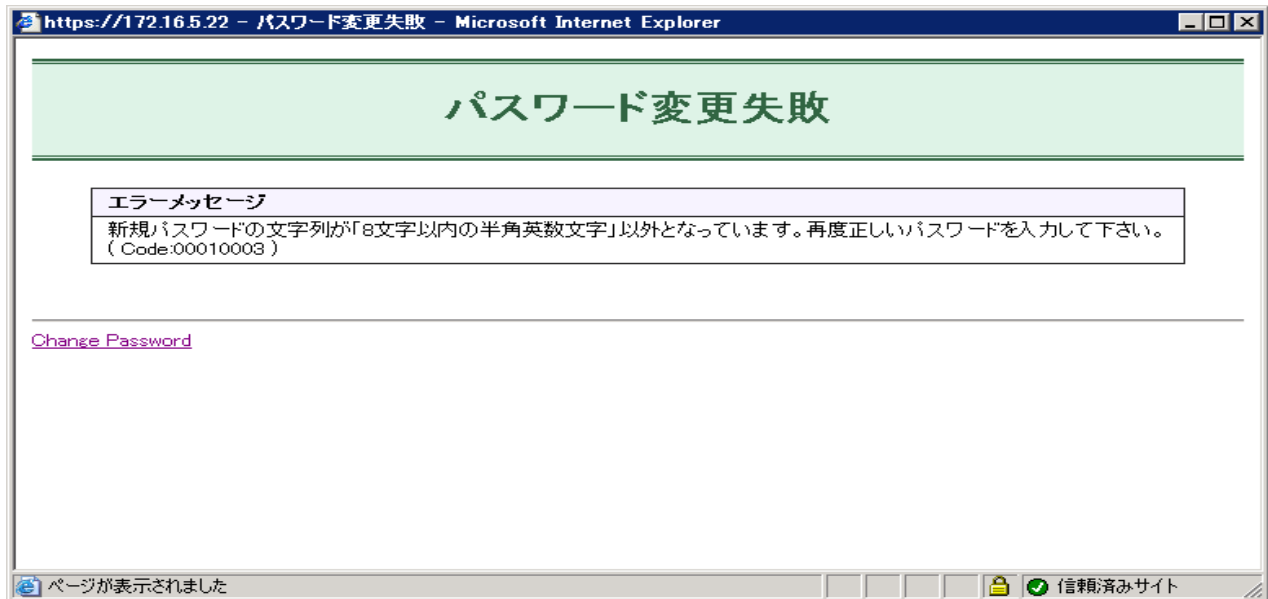 https://172.16.5.22 - パスワード変更失敗 - Microsoft Internet Explorer
パスワード変更失敗
エラーメッセージ
新規パスワードの文字列が「8文字以内の半角英数文字」以外となっています。再度正しいパスワードを入力して下さい。
( Code:00010003 )
Change Password
ページが表示されました
信頼済みサイト